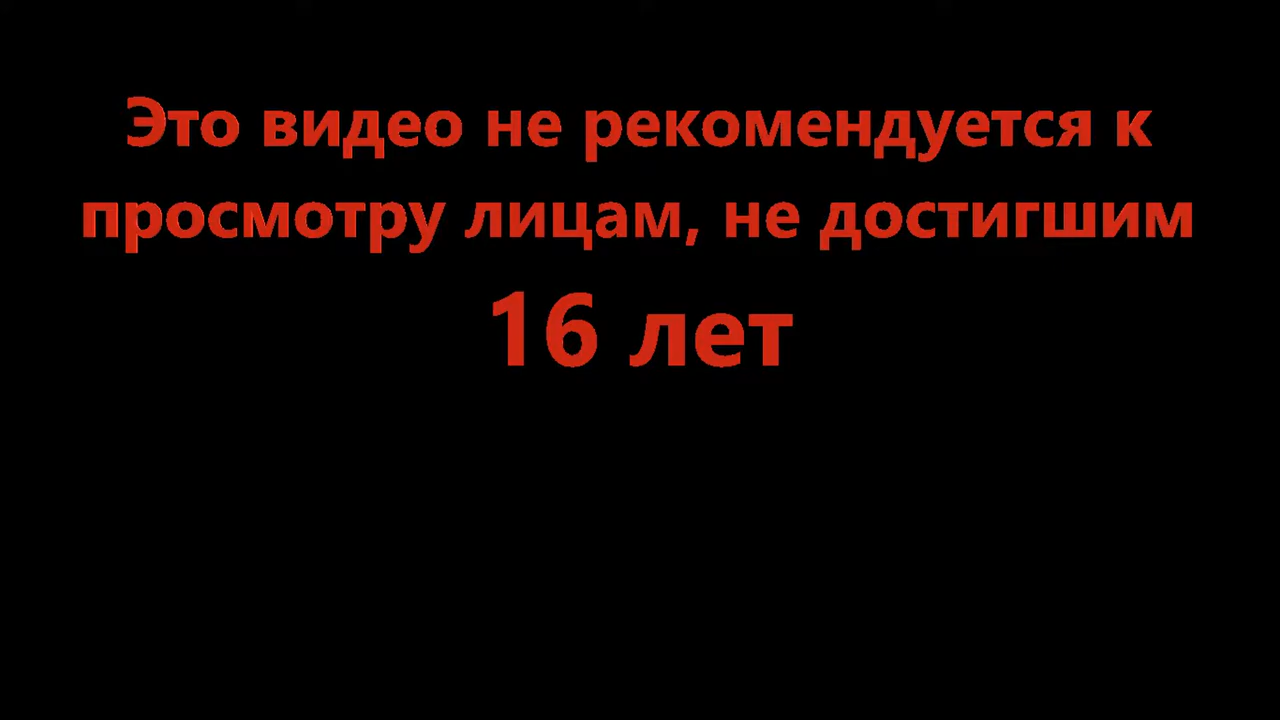 Это видео не рекомендуется к
просмотру лицам, не достигшим
16 лет